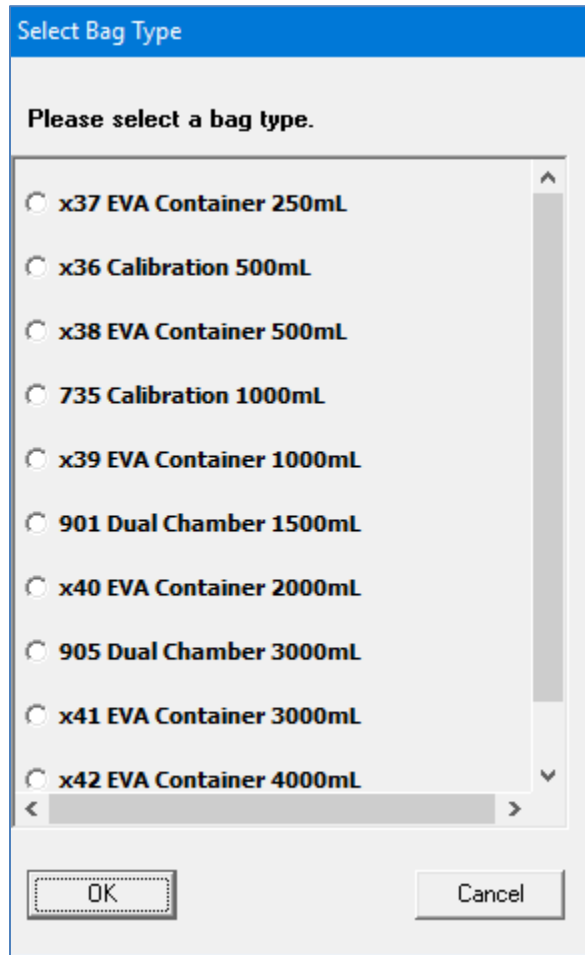 Select Bag Type
Please select a bag type.
x37 EVA Container 250mL
x36 Calibration 500mL
x38 EVA Container 500mL
735 Calibration 1000mL
x39 EVA Container 1000mL
901 Dual Chamber 1500mL
x40 EVA Container 2000mL
905 Dual Chamber 3000mL
x41 EVA Container 3000mL
x42 EVA Container 4000mL
OK
Cancel